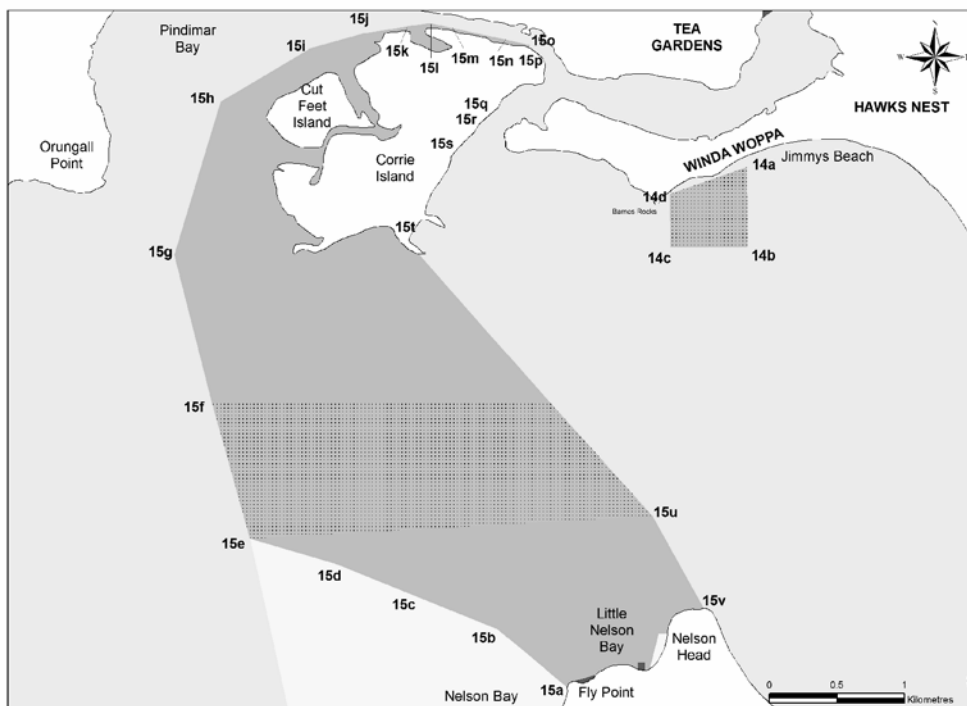 Pindimar
Bay
15j
15i
15k
15l
15m
15n
15o
15p
TEA
GARDENS
N
W
E
S
HAWKS NEST
15h
Cut
Feet
Island
15q
15r
15s
Orungall
Point
Corrie
Island
WINDA WOPPA
14a
Jimmys Beach
14d
Barnes Rocks
15t
15g
14c
14b
15f
15u
15e
15d
15c
15b
15v
Little
Nelson
Bay
Nelson
Head
Nelson Bay
15a
Fly Point
0
0.5
1
Kilometres